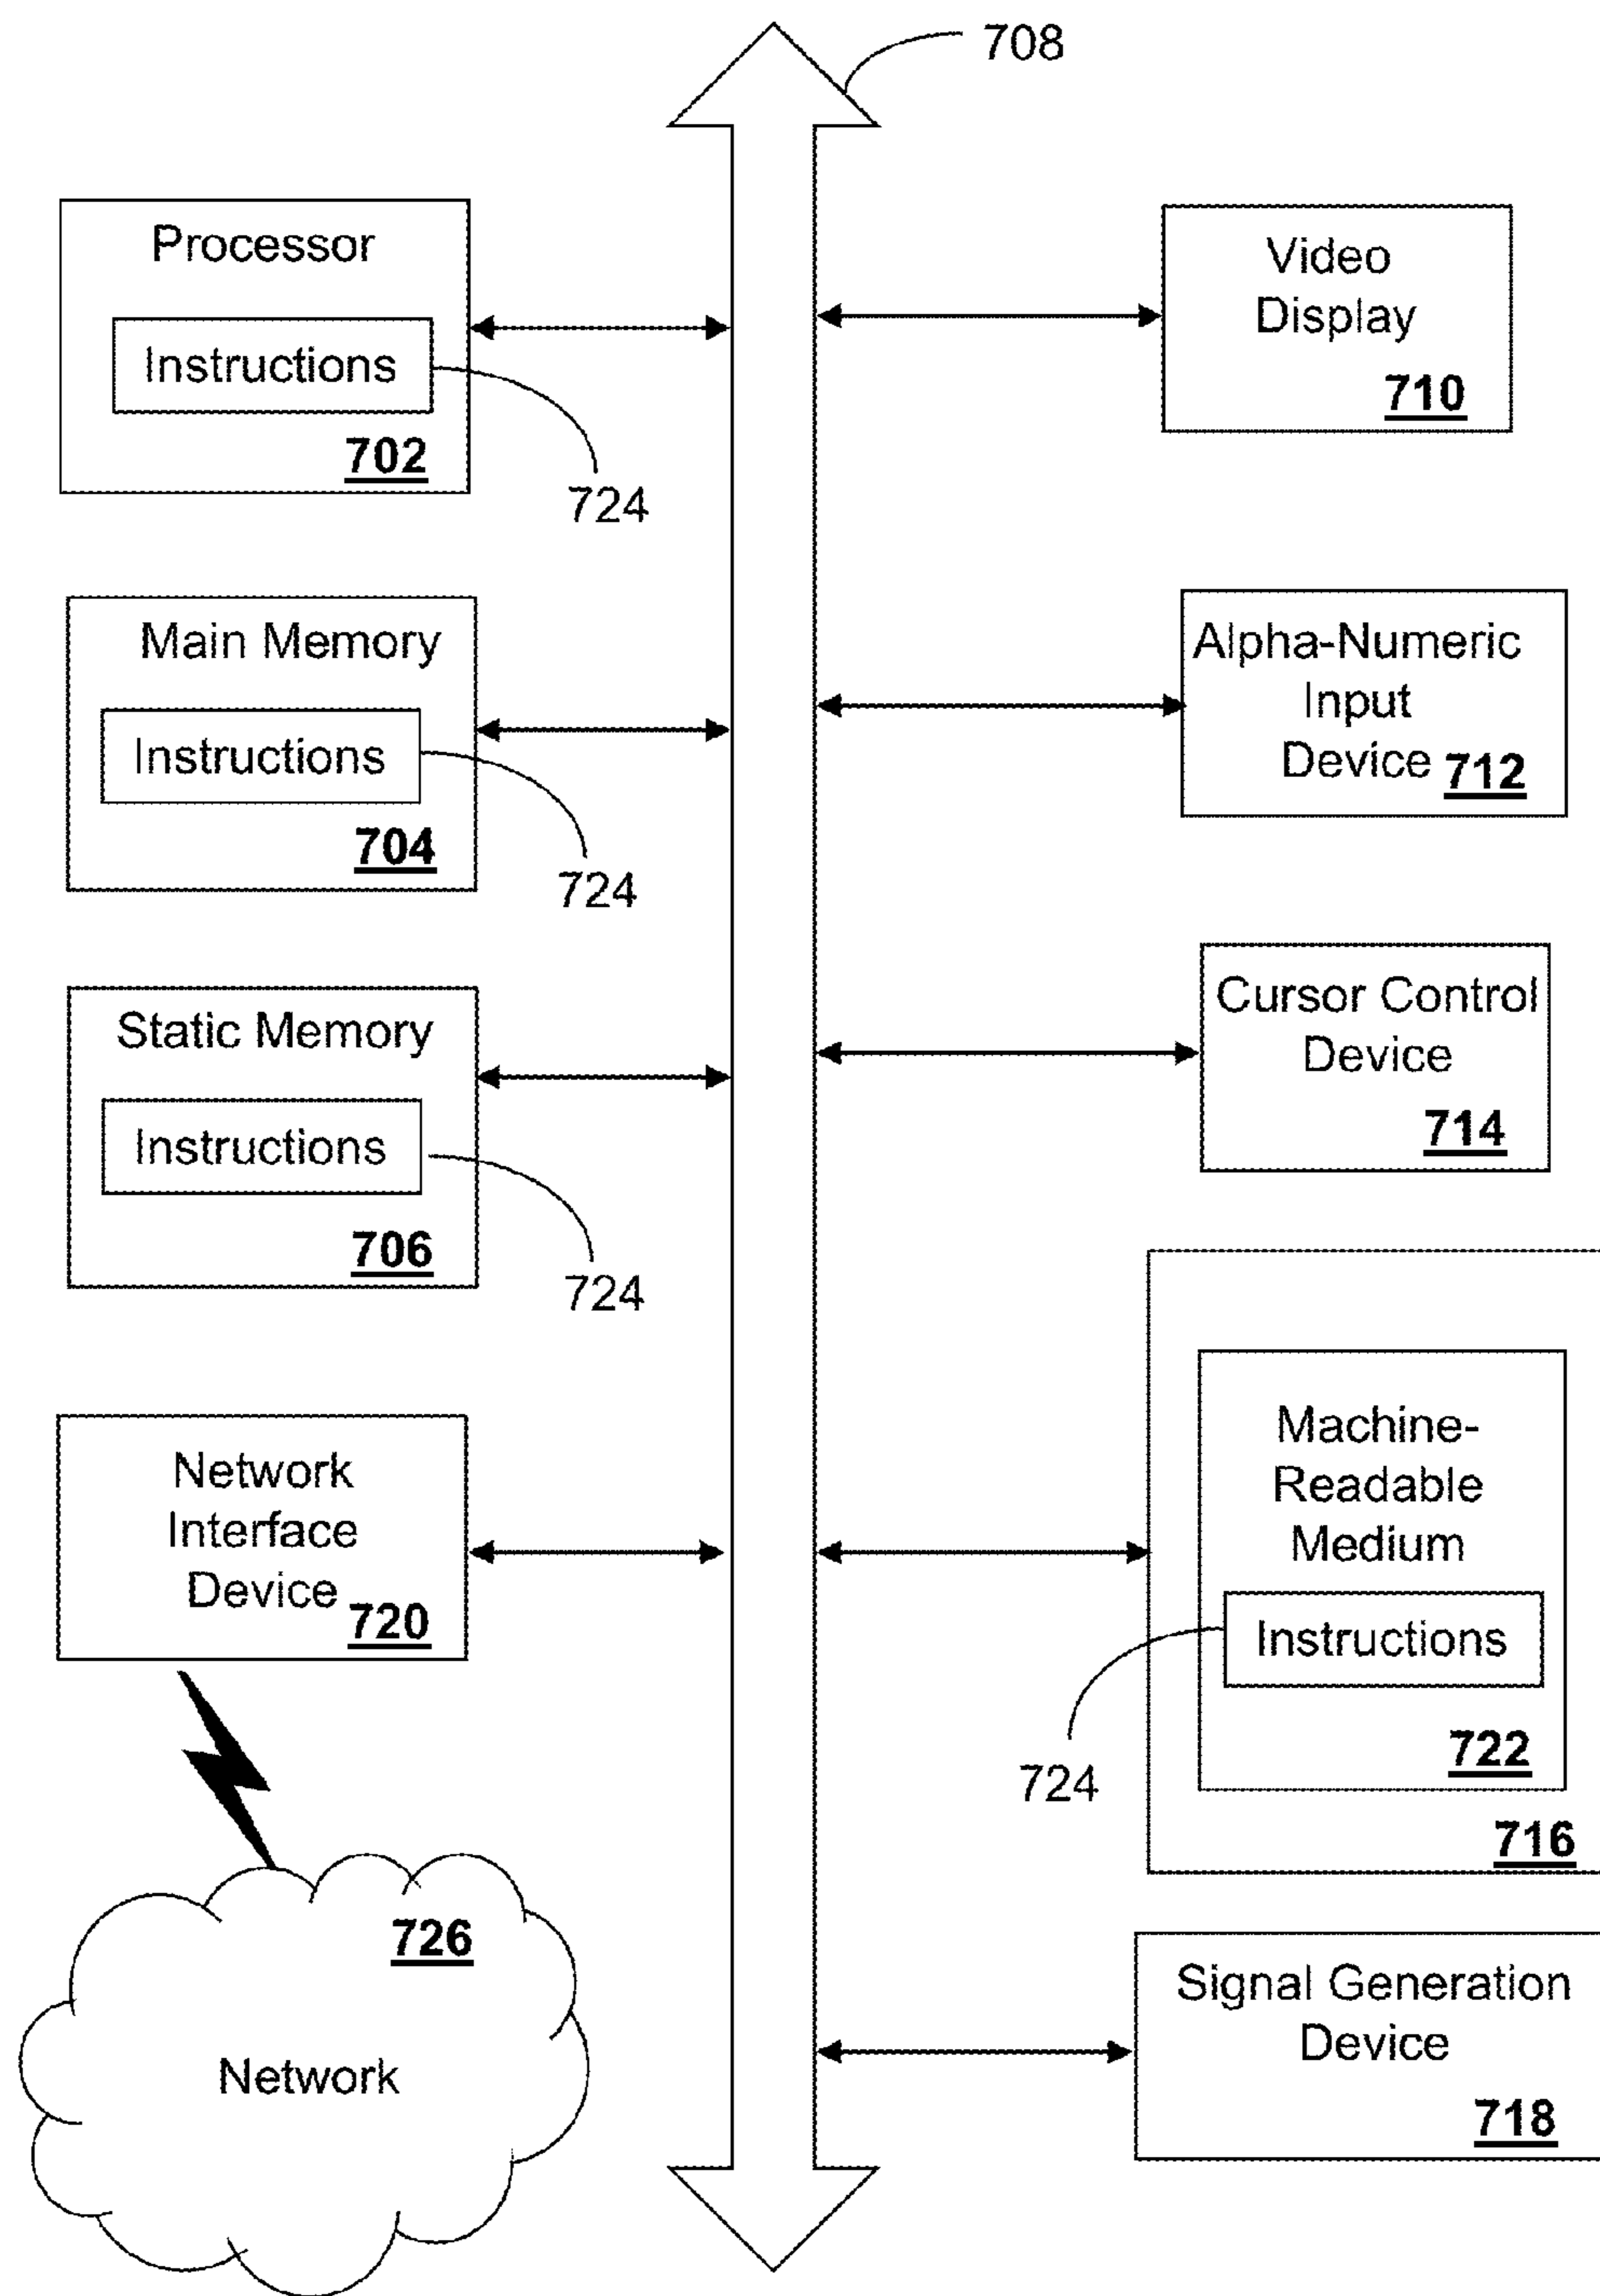 708
Processor
Instructions
702
724
Main Memory
Instructions
704
724
Static Memory
Instructions
706
724
Network
Interface
Device
720
726
Network
Video
Display
710
Alpha-Numeric
Input
Device
712
Cursor Control
Device
714
Machine-
Readable
Medium
Instructions
722
724
716
Signal Generation
Device
718